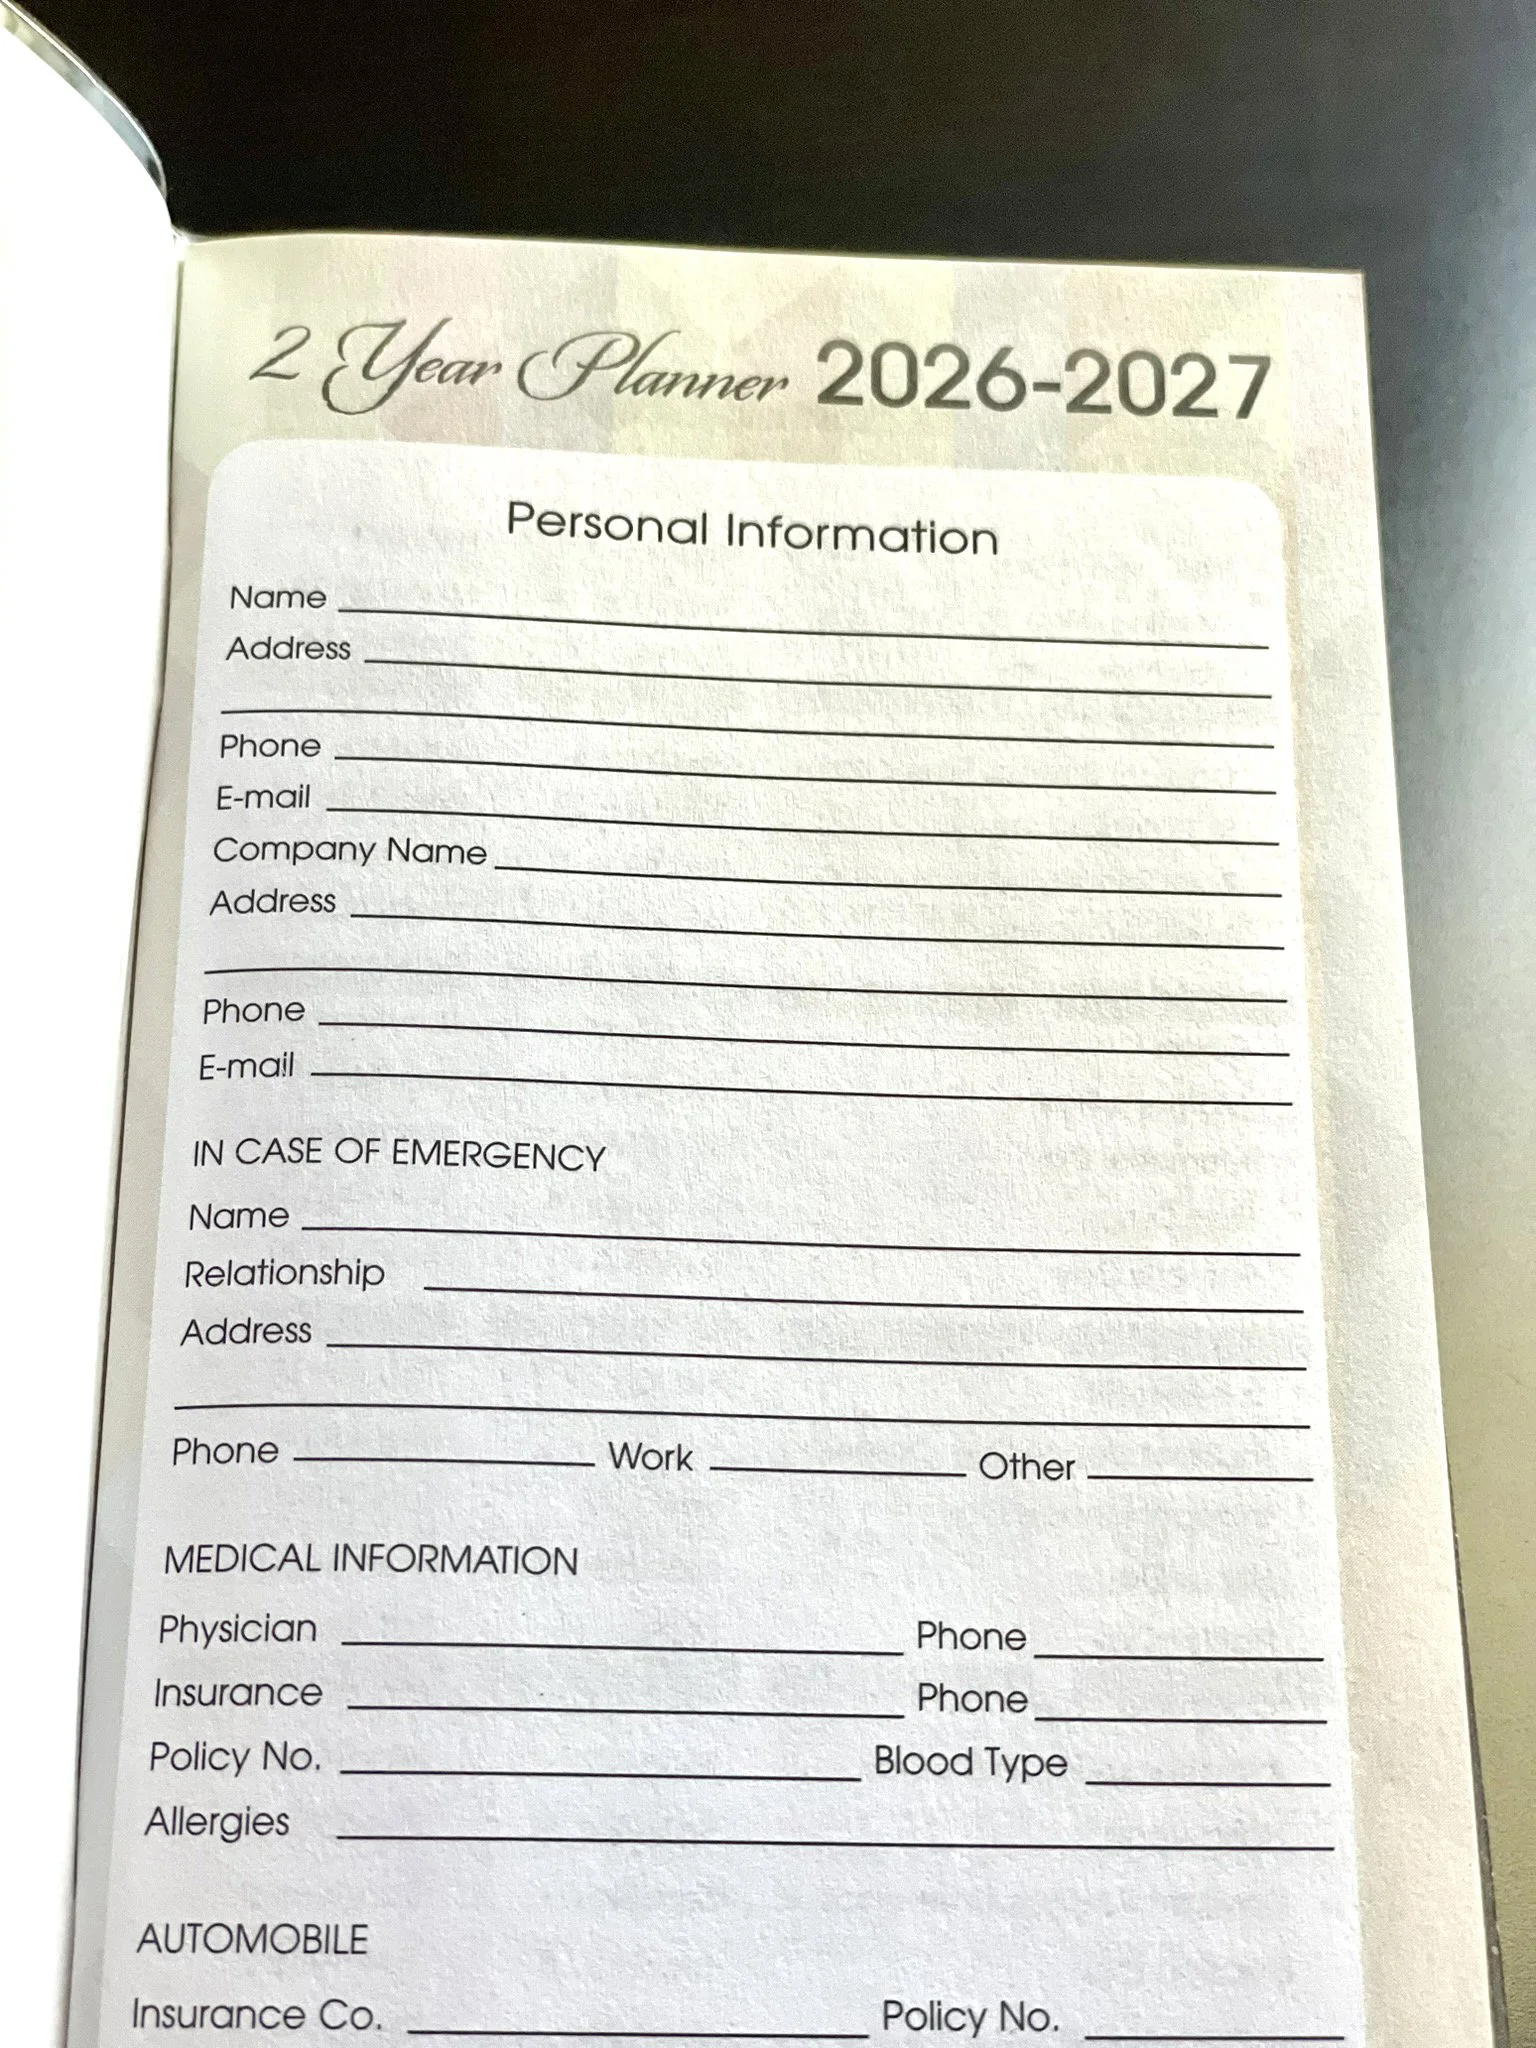 2 Year Planner 2026-2027
Personal Information
Name
Address
Phone
E-mail
Company Name
Address
Phone
E-mail
IN CASE OF EMERGENCY
Name
Relationship
Address
Phone Work Other
MEDICAL INFORMATION
Physician Phone
Insurance Phone
Policy No. Blood Type
Allergies
AUTOMOBILE
Insurance Co. Policy No.